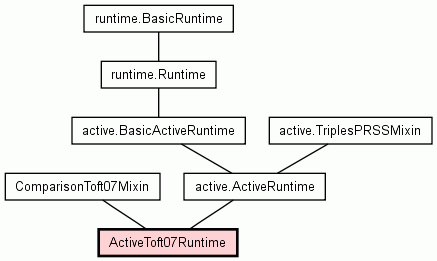 runtime.BasicRuntime
runtime.Runtime
active.BasicActiveRuntime
active.TriplesPRSSMixin
ComparisonToft07Mixin
active.ActiveRuntime
ActiveToft07Runtime